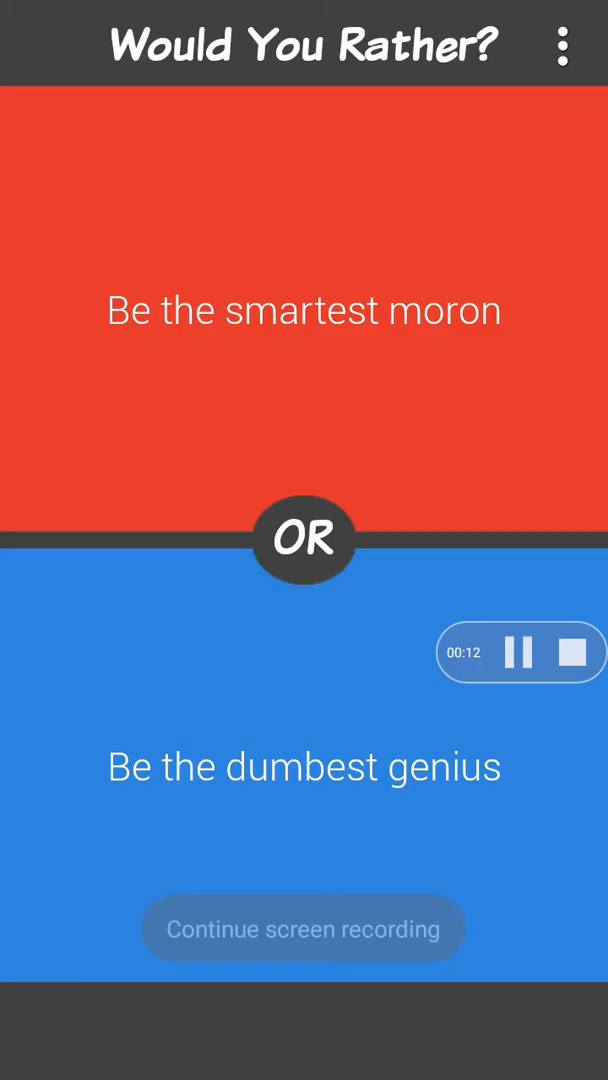 Would You Rather?
Be the smartest moron
OR
00:12
Be the dumbest genius
Continue screen recording